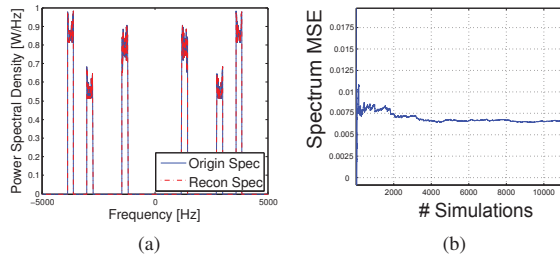 Power Spectral Density [W/Hz]
1
0.9
0.8
0.7
0.6
0.5
0.4
0.3
0.2
0.1
0
-5000 0 5000
Frequency [Hz]
Origin Spec
Recon Spec
(a)
Spectrum MSE
0.0175
0.015
0.0125
0.01
0.0075
0.005
0.0025
0
2000 4000 6000 8000 10000
# Simulations
(b)